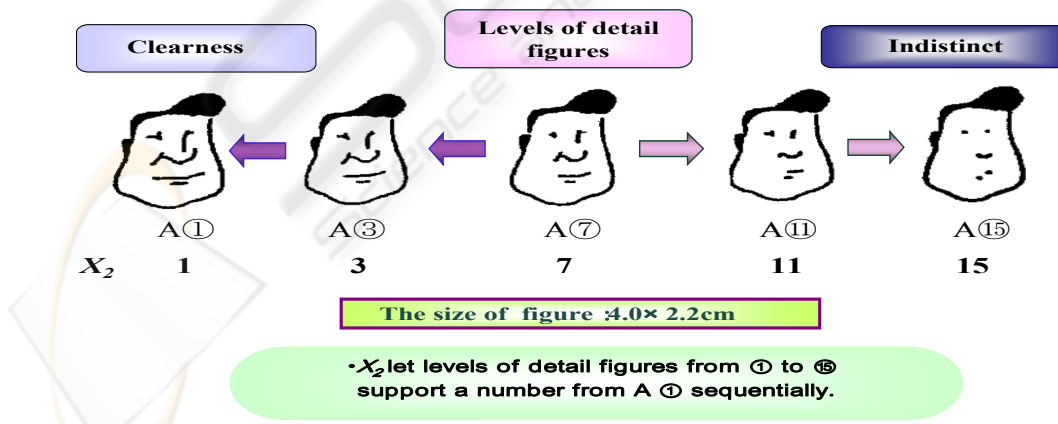 Clearness
Levels of detail
figures
Indistinct
A① A③ A⑦ A⑪ A⑮
X₂ 1 3 7 11 15
The size of figure :4.0× 2.2cm
•X₂ let levels of detail figures from ① to ⑮
support a number from A ① sequentially.